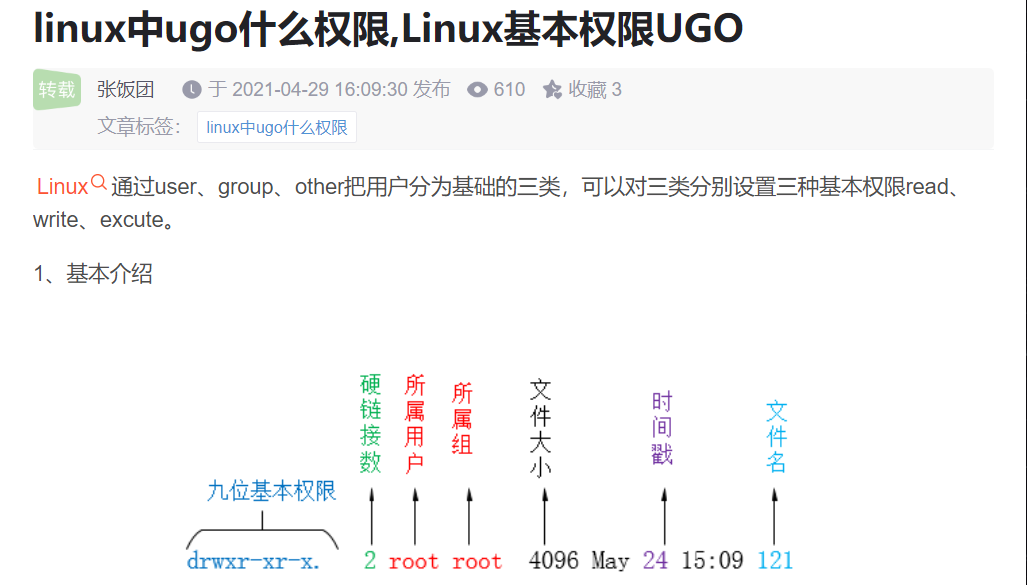 linux中ugo什么权限,Linux基本权限UGO
转载 张饭团 于 2021-04-29 16:09:30 发布 610 收藏 3
文章标签： linux中ugo什么权限
Linux通过user、group、other把用户分为基础的三类，可以对三类分别设置三种基本权限read、
write、excute。
1、基本介绍
硬链接数 所属用户 所属组 文件大小 时间戳 文件名
九位基本权限
drwxr-xr-x. 2 root root 4096 May 24 15:09 121